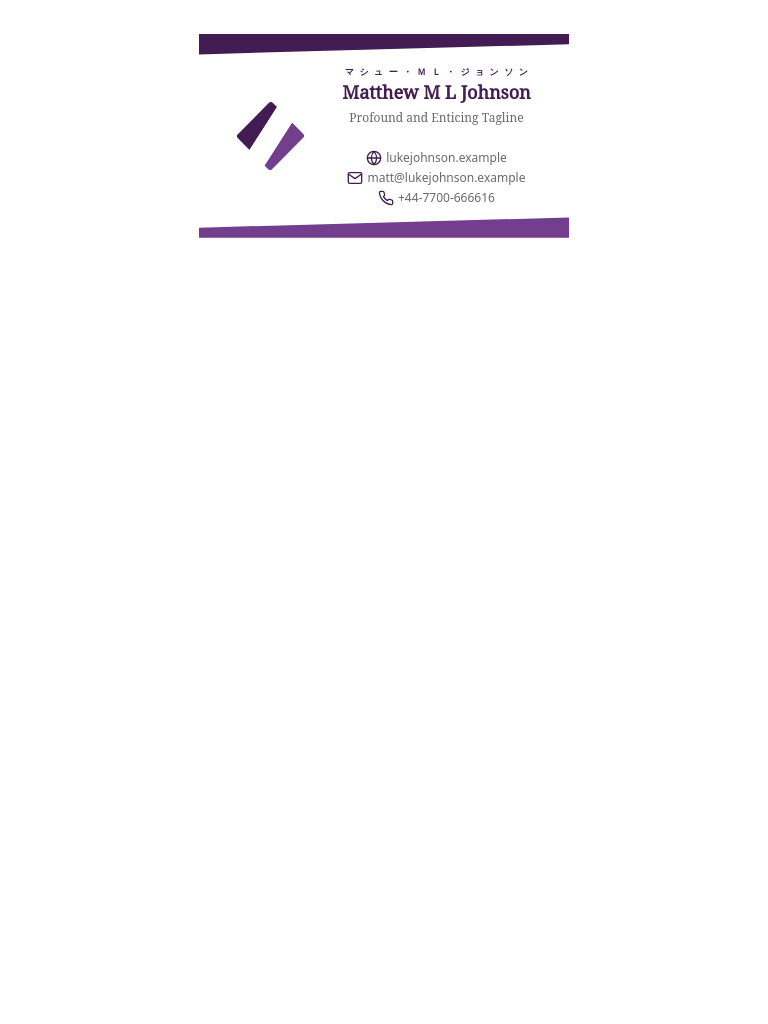 マシュー・ＭＬ・ジョンソン
Matthew M L Johnson
Profound and Enticing Tagline
lukejohnson.example
matt@lukejohnson.example
+44-7700-666616